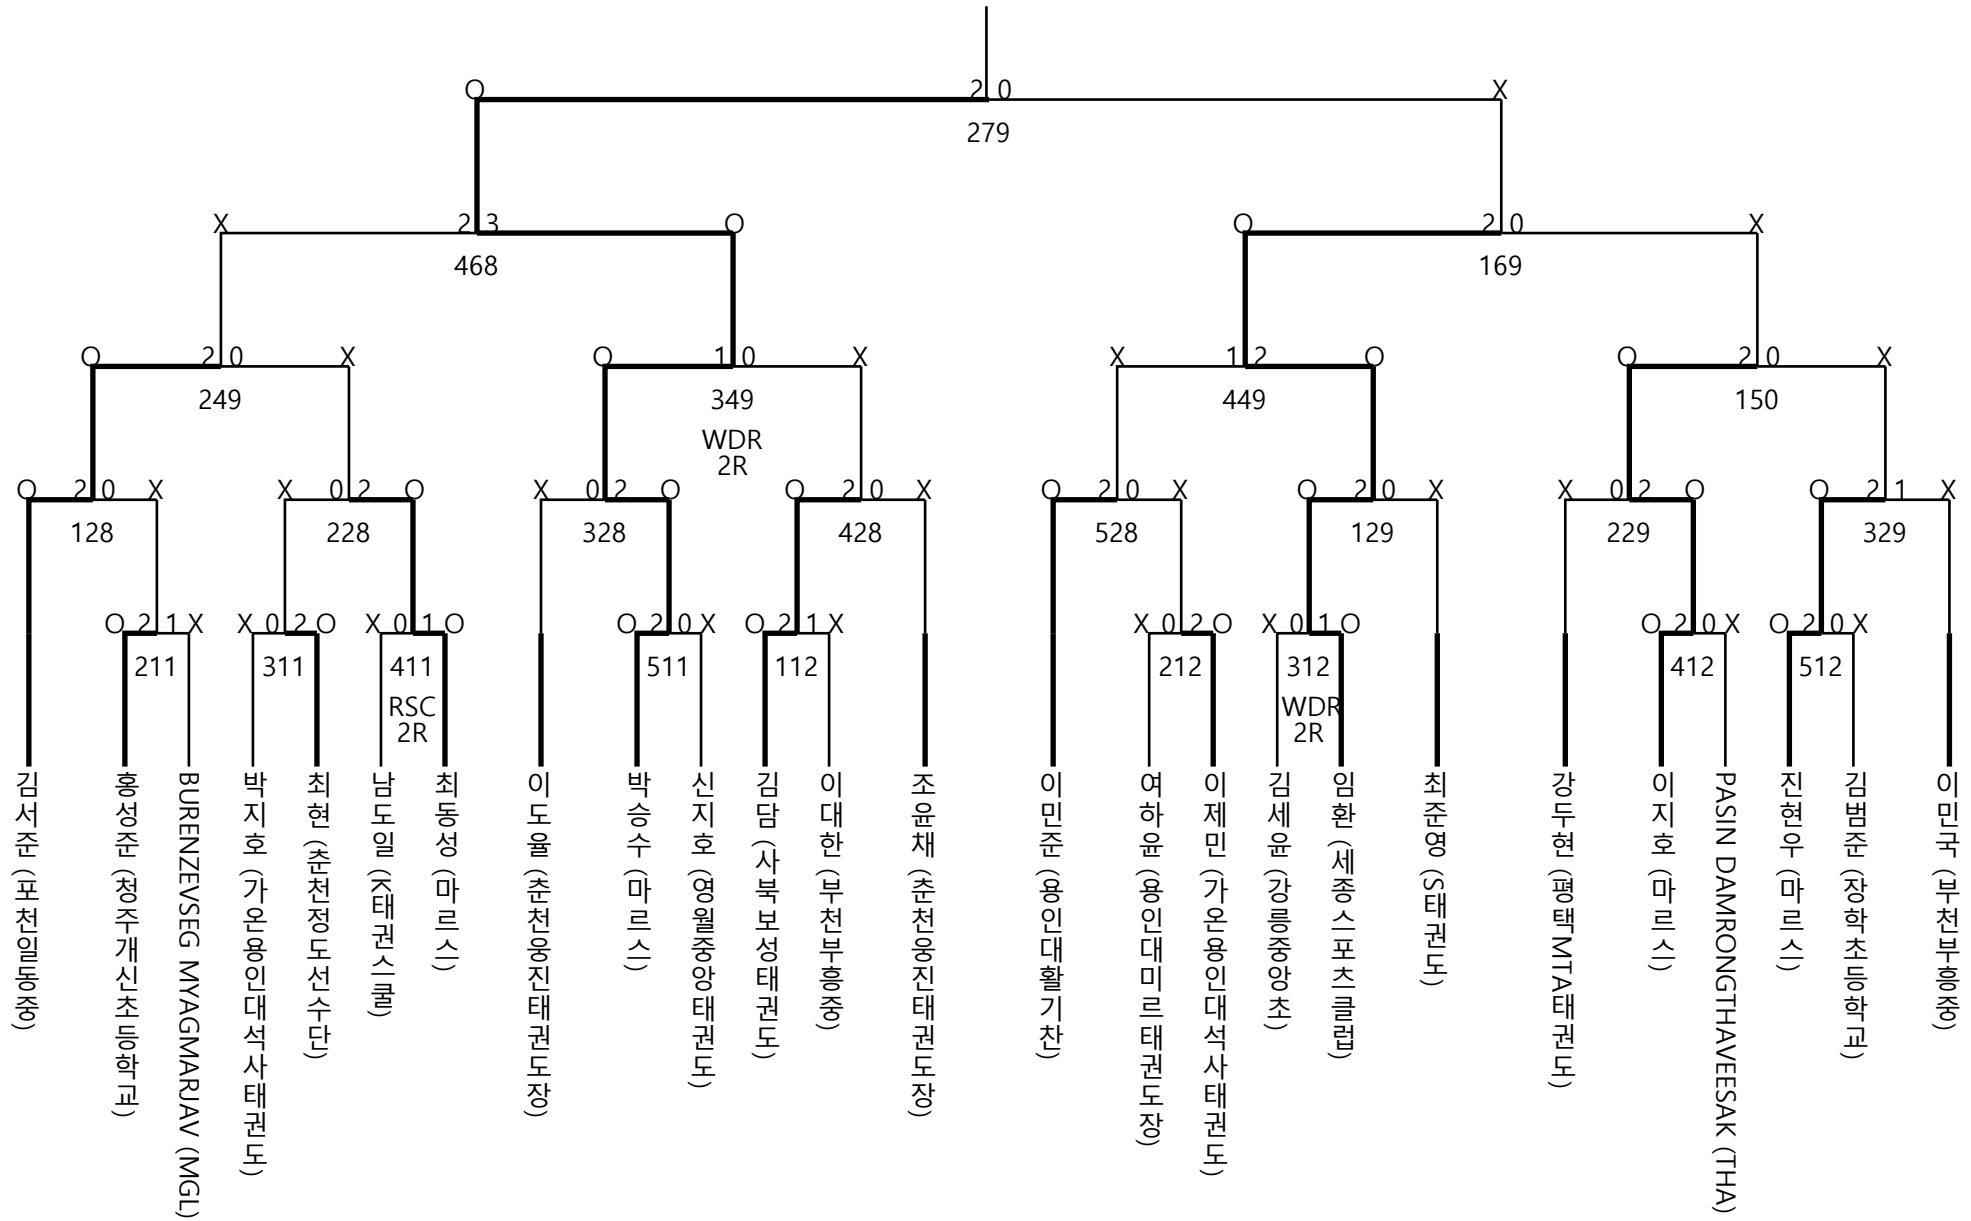 O 2 0 X
279
X 2 3 O O 2 0 X
468 169
O 2 0 X O 1 0 X X 1 2 O O 2 0 X
249 349 449 150
WDR
2R
O 2 0 X X 0 2 O X 0 2 O O 2 0 X O 2 0 X O 2 0 X X 0 2 O O 2 1 X
128 228 328 428 528 129 229 329
O 2 1 X X 0 2 O X 0 1 O O 2 0 X O 2 1 X X 0 2 O X 0 1 O O 2 0 X O 2 0 X
211 311 411 511 112 212 312 412 512
RSC WDR
2R 2R
김서준 (포천일동중)
홍성준 (청주개신초등학교)
BURENZEVSEG MYAGMARJAV (MGL)
박지호 (가온용인대석사태권도)
최현 (춘천정도선수단)
남도일 (K태권스쿨)
최동성 (마르스)
이도율 (춘천웅진태권도장)
박승수 (마르스)
신지호 (영월중앙태권도)
김담 (사북보성태권도)
이대한 (부천부흥중)
조윤채 (춘천웅진태권도장)
이민준 (용인대활기찬)
여하윤 (용인대미르태권도장)
이제민 (가온용인대석사태권도)
김세윤 (강릉중앙초)
임환 (세종스포츠클럽)
최준영 (S태권도)
강두현 (평택MTA태권도)
이지호 (마르스)
PASIN DAMRONGTHAVEESAK (THA)
진현우 (마르스)
김범준 (장학초등학교)
이민국 (부천부흥중)